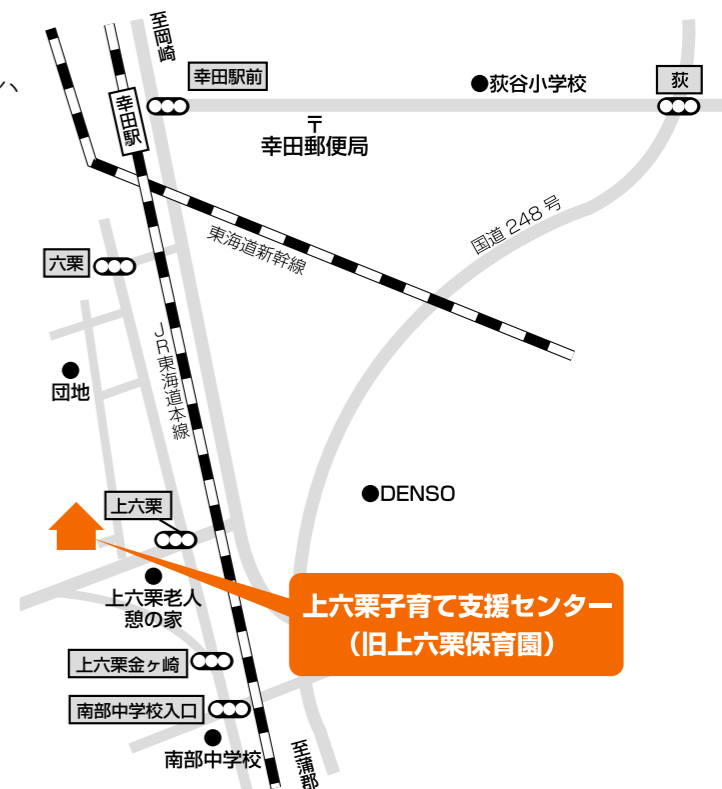 至岡崎
幸田駅前
●荻谷小学校
荻
幸田駅
〒
幸田郵便局
国道248号
東海道新幹線
六栗
JR東海道本線
団地
●DENSO
上六栗
上六栗子育て支援センター
（旧上六栗保育園）
上六栗老人
憩の家
上六栗金ヶ崎
南部中学校入口
南部中学校
至蒲郡